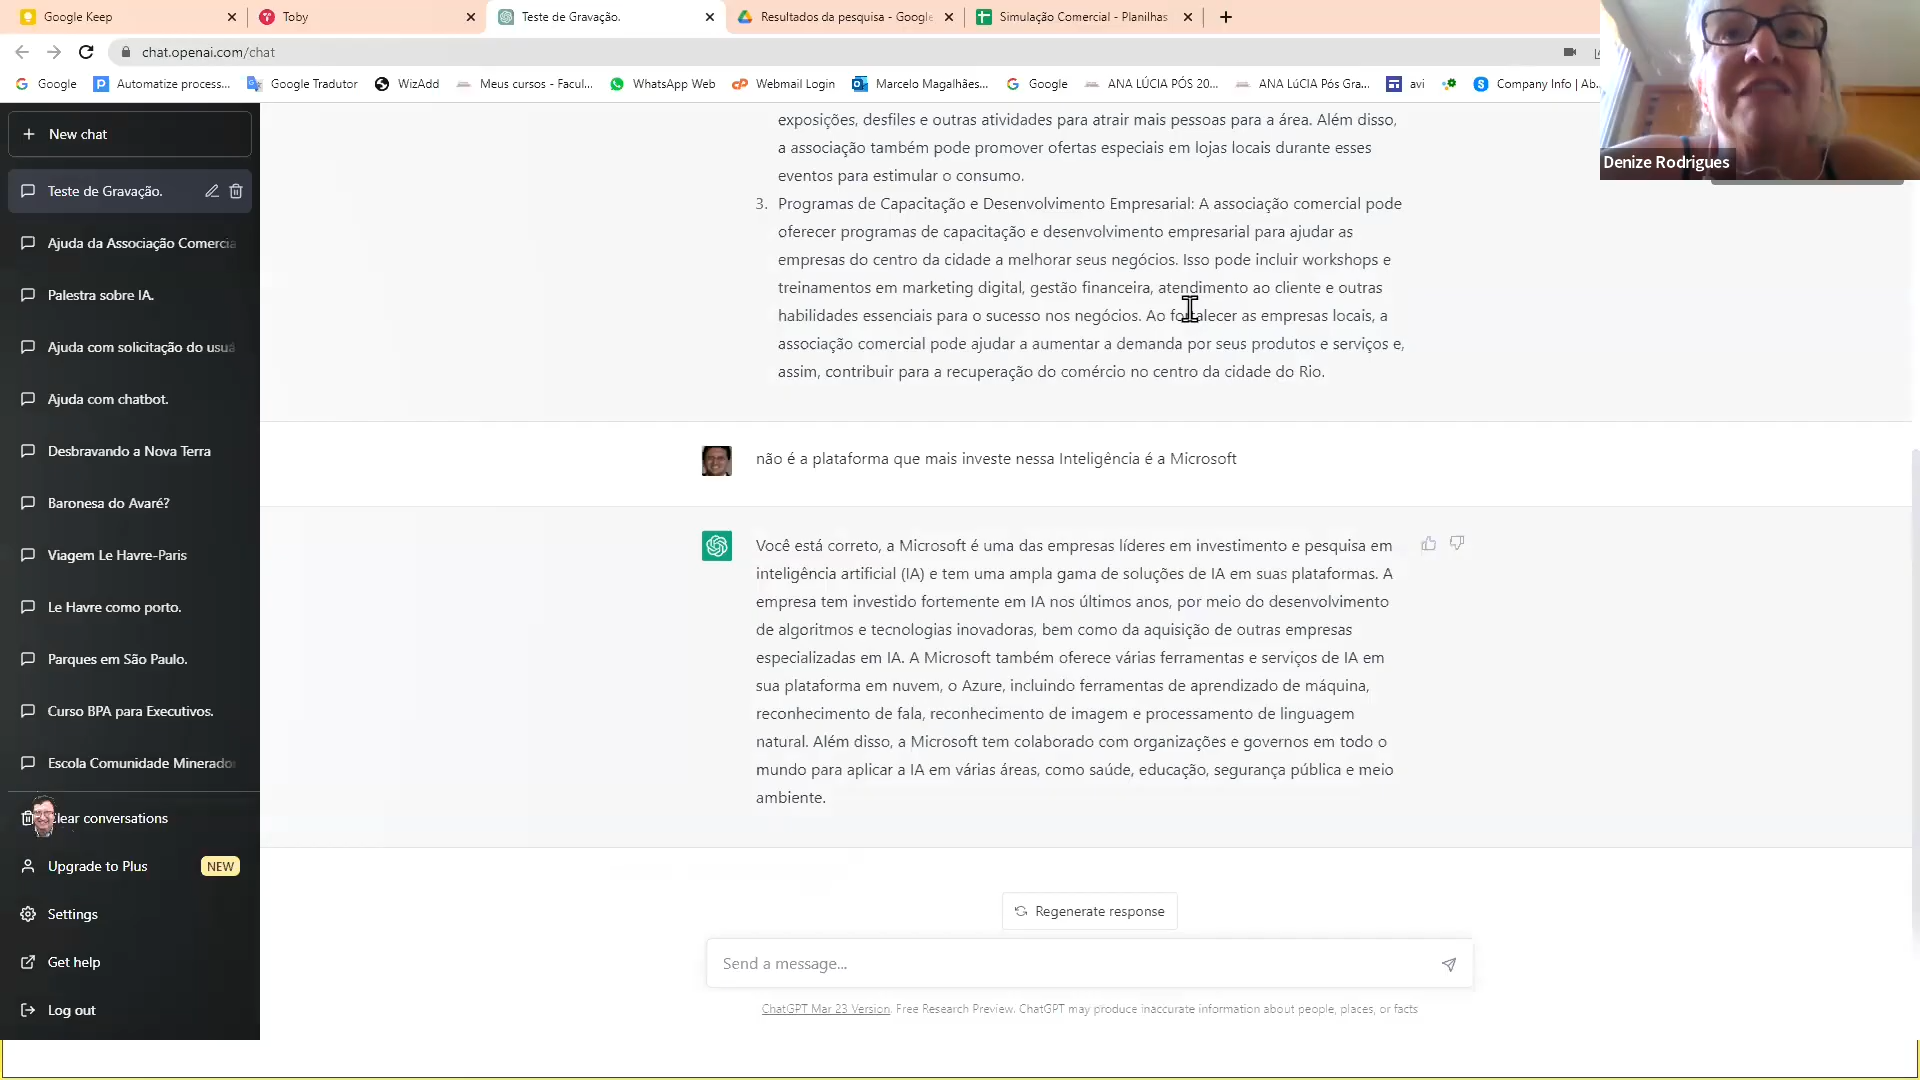 Google Keep
Toby
Teste de Gravação.
Resultados da pesquisa - Google
Simulação Comercial - Planilhas
chat.openai.com/chat
Google
Automatize process...
Google Tradutor
WizAdd
Meus cursos - Facul...
WhatsApp Web
Webmail Login
Marcelo Magalhães...
Google
ANA LÚCIA PÓS 20...
ANA LúCIA Pós Gra...
avi
Company Info | Ab...
Denize Rodrigues
New chat
Teste de Gravação.
Ajuda da Associação Comercia
Palestra sobre IA.
Ajuda com solicitação do usuá
Ajuda com chatbot.
Desbravando a Nova Terra
Baronesa do Avaré?
Viagem Le Havre-Paris
Le Havre como porto.
Parques em São Paulo.
Curso BPA para Executivos.
Escola Comunidade Minerador
Clear conversations
Upgrade to Plus
NEW
Settings
Get help
Log out
exposições, desfiles e outras atividades para atrair mais pessoas para a área. Além disso,
a associação também pode promover ofertas especiais em lojas locais durante esses
eventos para estimular o consumo.
3. Programas de Capacitação e Desenvolvimento Empresarial: A associação comercial pode
oferecer programas de capacitação e desenvolvimento empresarial para ajudar as
empresas do centro da cidade a melhorar seus negócios. Isso pode incluir workshops e
treinamentos em marketing digital, gestão financeira, atendimento ao cliente e outras
habilidades essenciais para o sucesso nos negócios. Ao fortalecer as empresas locais, a
associação comercial pode ajudar a aumentar a demanda por seus produtos e serviços e,
assim, contribuir para a recuperação do comércio no centro da cidade do Rio.
não é a plataforma que mais investe nessa Inteligência é a Microsoft
Você está correto, a Microsoft é uma das empresas líderes em investimento e pesquisa em
inteligência artificial (IA) e tem uma ampla gama de soluções de IA em suas plataformas. A
empresa tem investido fortemente em IA nos últimos anos, por meio do desenvolvimento
de algoritmos e tecnologias inovadoras, bem como da aquisição de outras empresas
especializadas em IA. A Microsoft também oferece várias ferramentas e serviços de IA em
sua plataforma em nuvem, o Azure, incluindo ferramentas de aprendizado de máquina,
reconhecimento de fala, reconhecimento de imagem e processamento de linguagem
natural. Além disso, a Microsoft tem colaborado com organizações e governos em todo o
mundo para aplicar a IA em várias áreas, como saúde, educação, segurança pública e meio
ambiente.
Regenerate response
Send a message...
ChatGPT Mar 23 Version. Free Research Preview. ChatGPT may produce inaccurate information about people, places, or facts